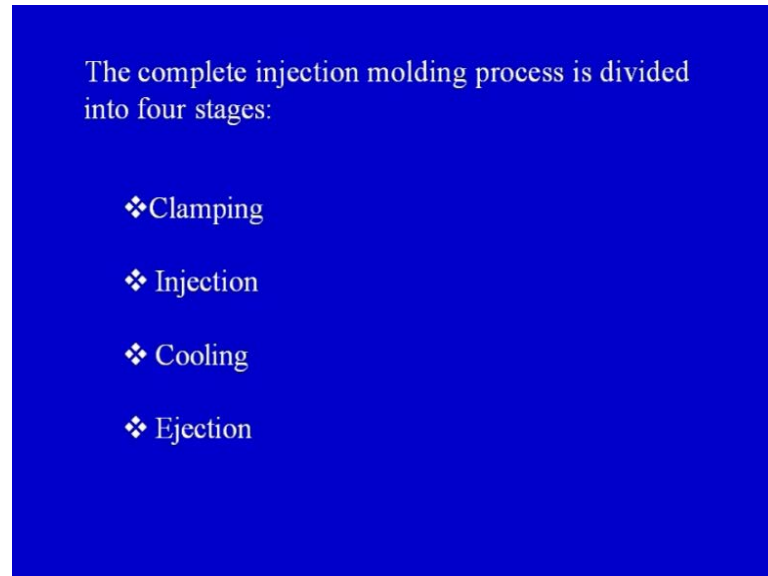 The complete injection molding process is divided
into four stages:
❖Clamping
❖ Injection
❖ Cooling
❖ Ejection